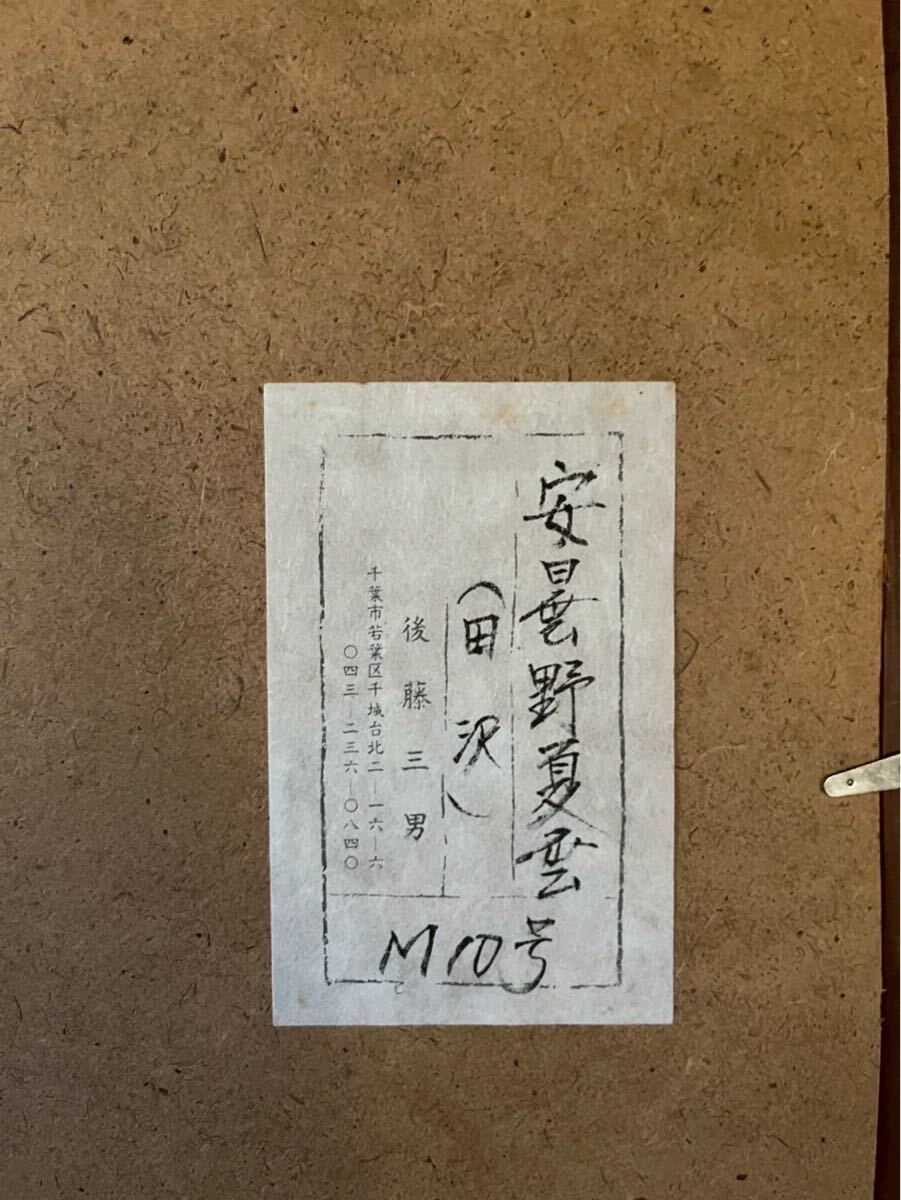 安曇野夏雲
（田沢）
後藤三男
千葉市若葉区千城台北二ー一六ー六
〇四三ー二三六ー〇八四〇
M10号